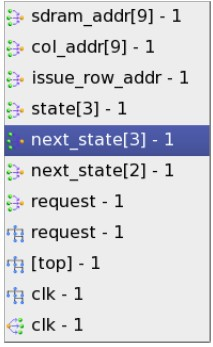 sdram_addr[9] - 1
col_addr[9] - 1
issue_row_addr - 1
state[3] - 1
next_state[3] - 1
next_state[2] - 1
request - 1
request - 1
[top] - 1
clk - 1
clk - 1